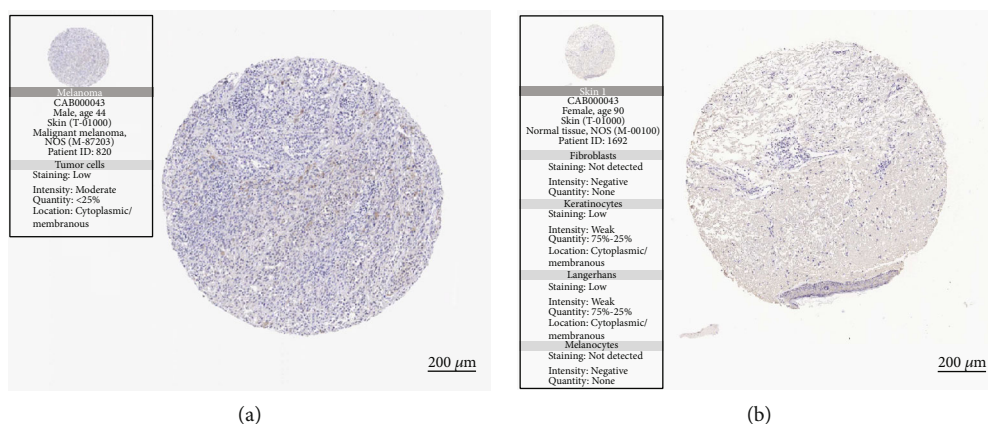 Melanoma
CAB000043
Male, age 44
Skin (T-01000)
Malignant melanoma,
NOS (M-87203)
Patient ID: 820
Tumor cells
Staining: Low
Intensity: Moderate
Quantity: <25%
Location: Cytoplasmic/
membranous
200 μm
(a)
Skin 1
CAB000043
Female, age 90
Skin (T-01000)
Normal tissue, NOS (M-00100)
Patient ID: 1692
Fibroblasts
Staining: Not detected
Intensity: Negative
Quantity: None
Keratinocytes
Staining: Low
Intensity: Weak
Quantity: 75%-25%
Location: Cytoplasmic/
membranous
Langerhans
Staining: Low
Intensity: Weak
Quantity: 75%-25%
Location: Cytoplasmic/
membranous
Melanocytes
Staining: Not detected
Intensity: Negative
Quantity: None
200 μm
(b)